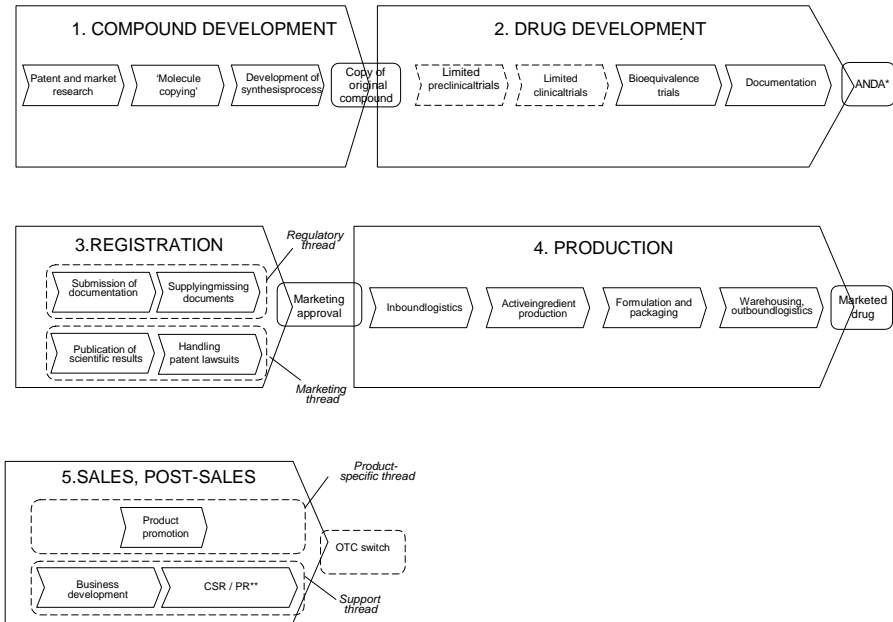 1. COMPOUND DEVELOPMENT
Patent and market
research
'Molecule
copying'
Development of
synthesisprocess
Copy of
original
compound
2. DRUG DEVELOPMENT
Limited
preclinicaltrials
Limited
clinicaltrials
Bioequivalence
trials
Documentation
ANDA*
3.REGISTRATION
Regulatory
thread
Submission of
documentation
Supplyingmissing
documents
Publication of
scientific results
Handling
patent lawsuits
Marketing
thread
Marketing
approval
4. PRODUCTION
Inboundlogistics
Activeingredient
production
Formulation and
packaging
Warehousing,
outboundlogistics
Marketed
drug
5.SALES, POST-SALES
Product-
specific thread
Product
promotion
OTC switch
Business
development
CSR / PR**
Support
thread